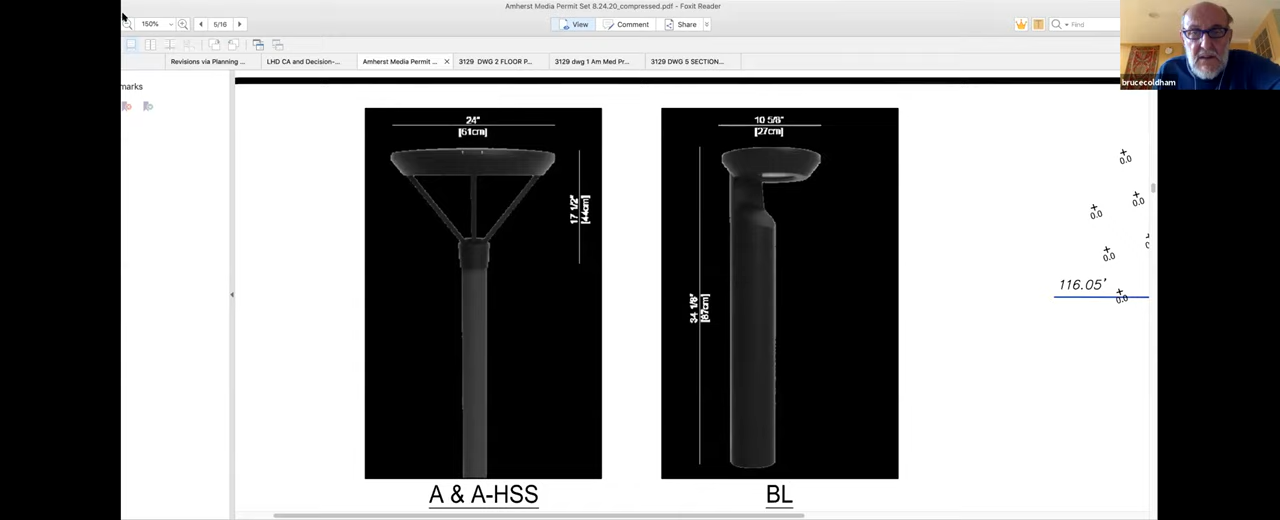 Amherst Media Permit Set 8.24.20_compressed.pdf - Foxit Reader
150%
5/16
View
Comment
Share
Find
Revisions via Planning ...
LHD CA and Decision-...
Amherst Media Permit ...
3129 DWG 2 FLOOR P...
3129 dwg 1 Am Med Pr...
3129 DWG 5 SECTION...
marks
brucecoldham
24"
[61cm]
17 1/2"
[44cm]
A & A-HSS
10 5/8"
[27cm]
34 1/8"
[87cm]
BL
0.0
0.0
0.0
0.0
116.05'
0.0